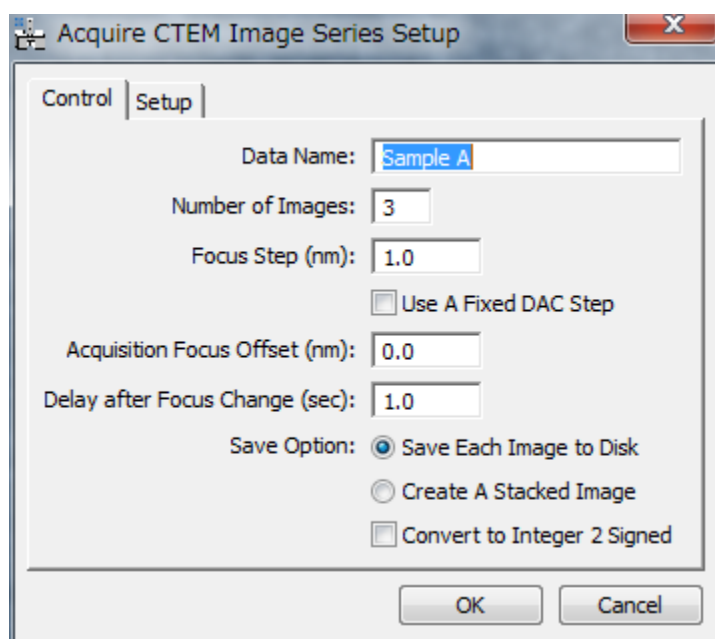 Acquire CTEM Image Series Setup
X
Control Setup
Data Name: Sample A
Number of Images: 3
Focus Step (nm): 1.0
Use A Fixed DAC Step
Acquisition Focus Offset (nm): 0.0
Delay after Focus Change (sec): 1.0
Save Option: Save Each Image to Disk
Create A Stacked Image
Convert to Integer 2 Signed
OK Cancel